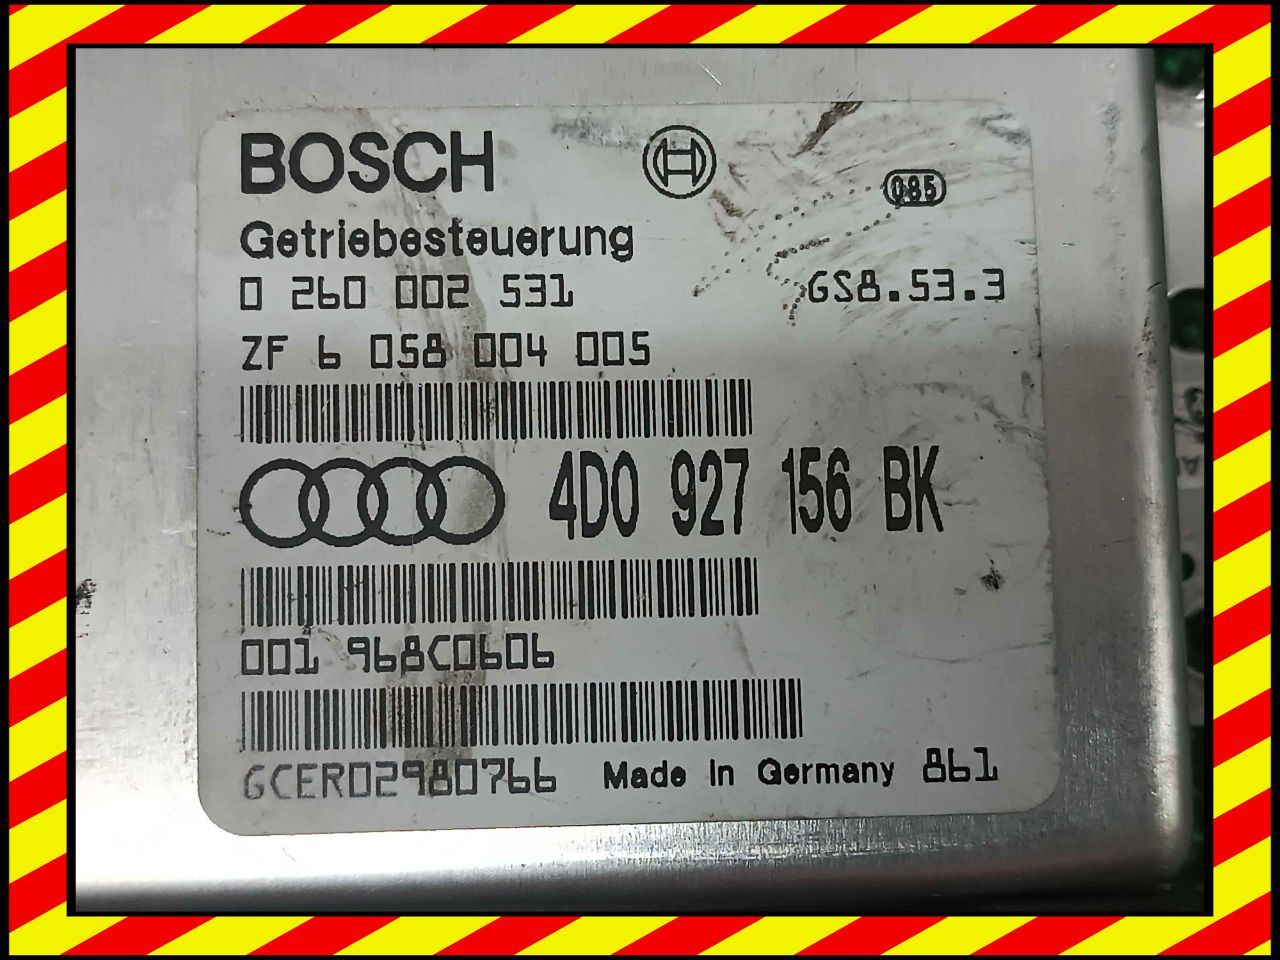 BOSCH
085
Getriebesteuerung
0 260 002 531 GS8.53.3
ZF 6 058 004 005
4D0 927 156 BK
001 968C0606
GCER02980766 Made In Germany 861